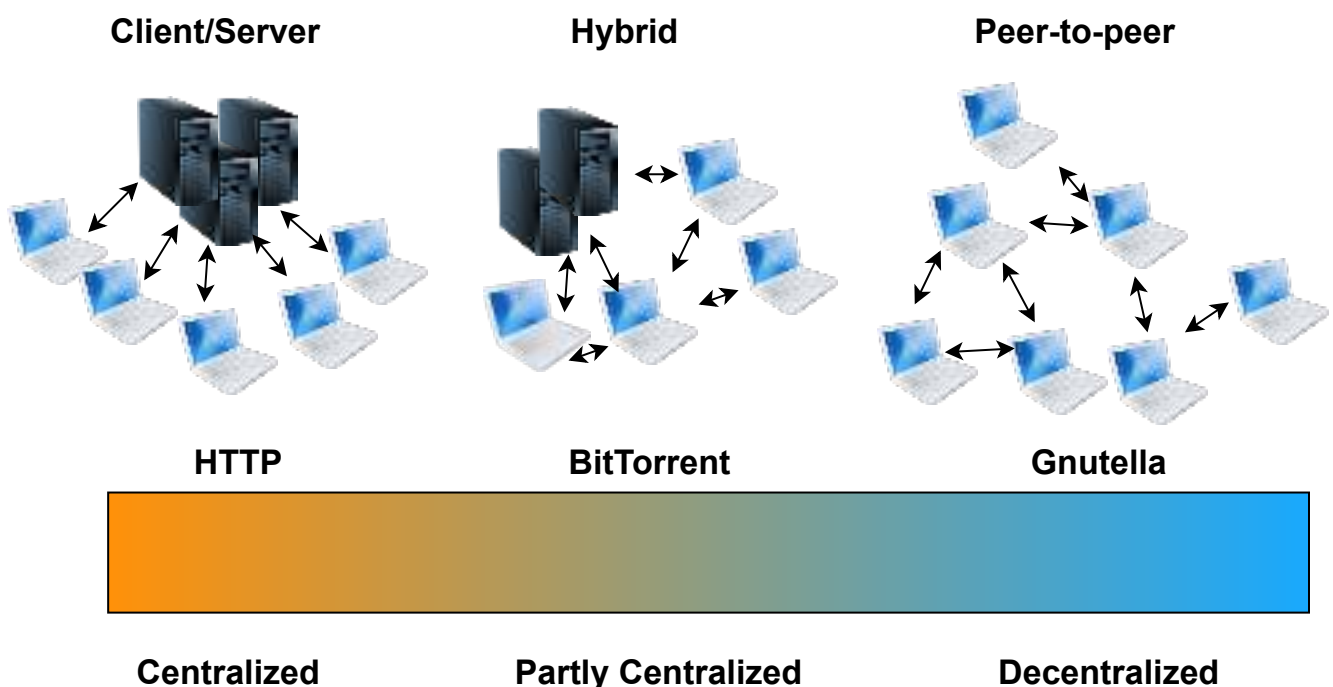 Client/Server
Hybrid
Peer-to-peer
HTTP
BitTorrent
Gnutella
Centralized
Partly Centralized
Decentralized